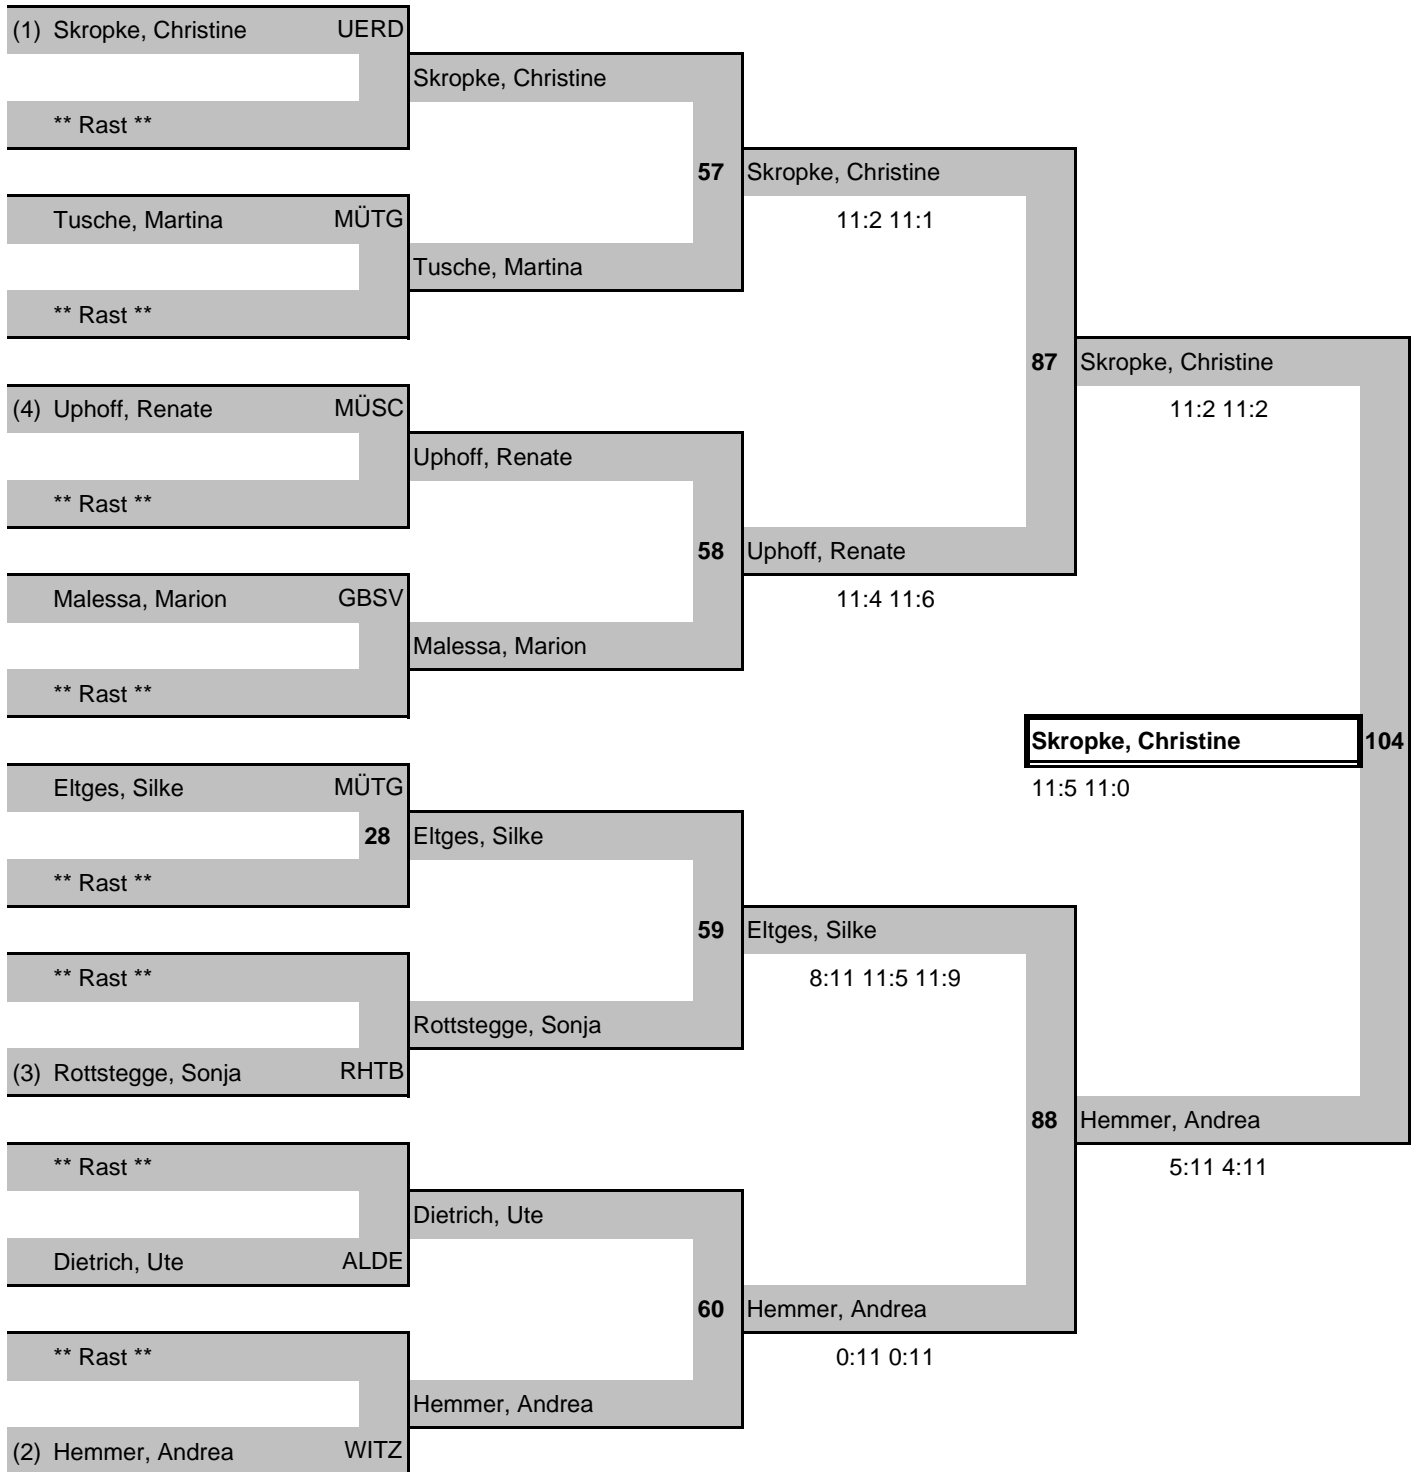 (1) Skropke, Christine UERD
Skropke, Christine
** Rast **
57 Skropke, Christine
Tusche, Martina MÜTG
11:2 11:1
Tusche, Martina
** Rast **
87 Skropke, Christine
(4) Uphoff, Renate MÜSC
11:2 11:2
Uphoff, Renate
** Rast **
58 Uphoff, Renate
Malessa, Marion GBSV
11:4 11:6
Malessa, Marion
** Rast **
Skropke, Christine 104
Eltges, Silke MÜTG
11:5 11:0
28 Eltges, Silke
** Rast **
59 Eltges, Silke
** Rast **
8:11 11:5 11:9
Rottstegge, Sonja
(3) Rottstegge, Sonja RHTB
88 Hemmer, Andrea
** Rast **
5:11 4:11
Dietrich, Ute
Dietrich, Ute ALDE
60 Hemmer, Andrea
** Rast **
0:11 0:11
Hemmer, Andrea
(2) Hemmer, Andrea WITZ